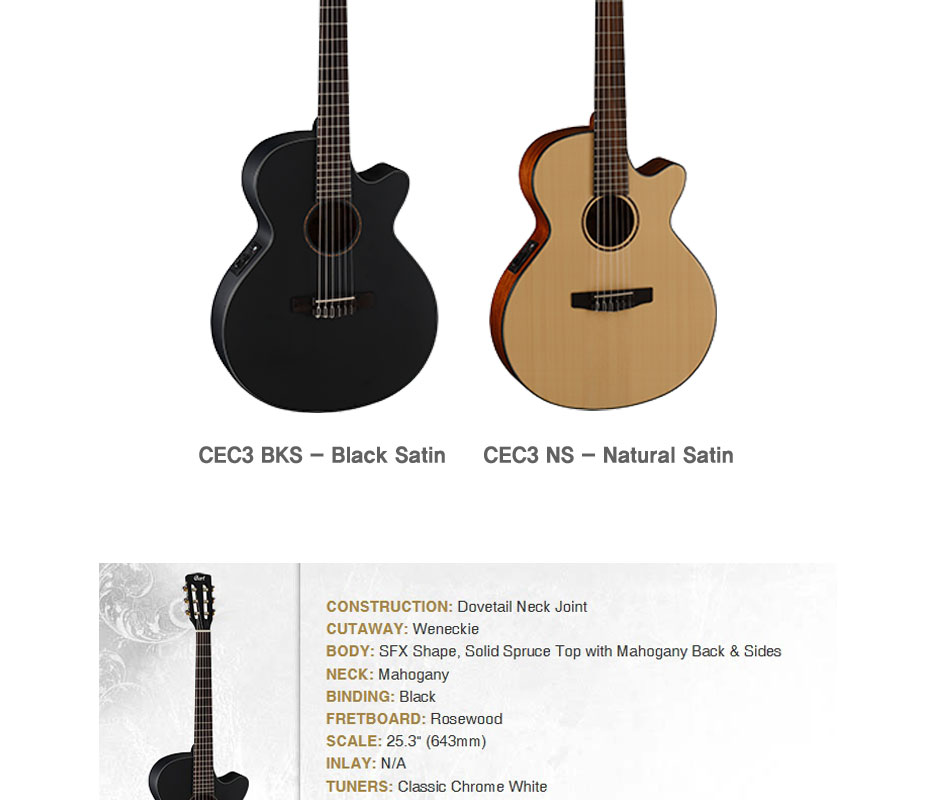 CEC3 BKS – Black Satin
CEC3 NS – Natural Satin
Cort
CONSTRUCTION: Dovetail Neck Joint
CUTAWAY: Weneckie
BODY: SFX Shape, Solid Spruce Top with Mahogany Back & Sides
NECK: Mahogany
BINDING: Black
FRETBOARD: Rosewood
SCALE: 25.3" (643mm)
INLAY: N/A
TUNERS: Classic Chrome White